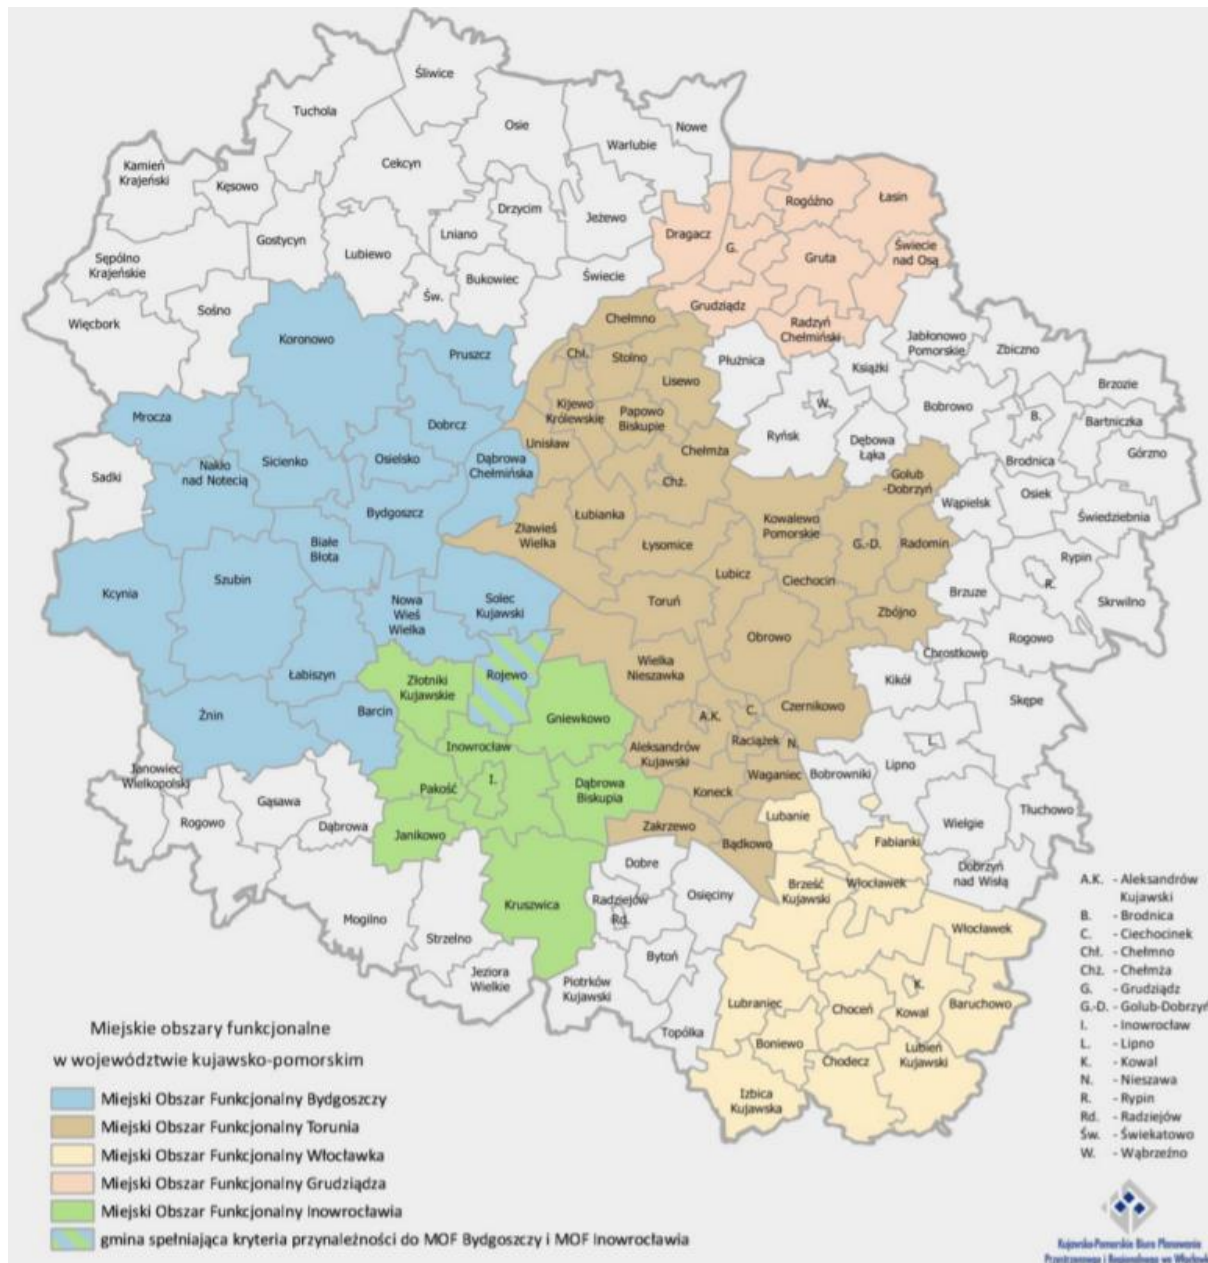 Śliwice
Tuchola
Osie
Nowe
Warlubie
Kamień
Krajeński
Cekcyn
Kęsowo
Rogóźno
Łasin
Drzycim
Jeżewo
Lniano
Dragacz
Gostycyn
G.
Świecie
nad Osą
Lubiewo
Gruta
Sępólno
Krajeńskie
Bukowiec
Świecie
Św.
Sośno
Grudziądz
Więcbork
Chełmno
Radzyń
Chełmiński
Koronowo
Jabłonowo
Pomorskie
Zbiczno
Pruszcz
Chł.
Stolno
Płużnica
Książki
Lisewo
Brzozie
Mrocza
Kijewo
Królewskie
Papowo
Biskupie
W.
Bobrowo
B.
Bartniczka
Dobrcz
Unisław
Ryńsk
Dębowa
Łąka
Chełmża
Górzno
Sadki
Nakło
nad Notecią
Sicienko
Osielsko
Dąbrowa
Chełmińska
Brodnica
Chż.
Golub
-Dobrzyń
Osiek
Wąpielsk
Bydgoszcz
Łubianka
Kowalewo
Pomorskie
Świedziebnia
Zławieś
Wielka
Białe
Błota
Łysomice
G.-D.
Radomin
Rypin
Szubin
Lubicz
Ciechocin
R.
Kcynia
Brzuze
Nowa
Wieś
Wielka
Solec
Kujawski
Toruń
Skrwilno
Zbójno
Obrowo
Rogowo
Chrostkowo
Wielka
Nieszawka
Łabiszyn
Złotniki
Kujawskie
Rojewo
Kikół
Skępe
Żnin
Barcin
Gniewkowo
A.K.
C.
Czernikowo
Inowrocław
Aleksandrów
Kujawski
Raciążek
N.
L.
Lipno
Janowiec
Wielkopolski
Pakość
I.
Dąbrowa
Biskupia
Waganiec
Bobrowniki
Gąsawa
Koneck
Tłuchowo
Rogowo
Dąbrowa
Janikowo
Zakrzewo
Lubanie
Wielgie
Bądkowo
Fabianki
Dobre
Dobrzyń
nad Wisłą
Brześć
Kujawski
Włocławek
Kruszwica
Radziejów
Osięciny
Rd.
Mogilno
Włocławek
Strzelno
Bytoń
Jeziora
Wielkie
Piotrków
Kujawski
K.
Lubraniec
Choceń
Kowal
Baruchowo
Topólka
Boniewo
Chodecz
Lubień
Kujawski
Izbica
Kujawska
A.K. - Aleksandrów
Kujawski
B. - Brodnica
C. - Ciechocinek
Chł. - Chełmno
Chż. - Chełmża
G. - Grudziądz
G.-D. - Golub-Dobrzyń
I. - Inowrocław
L. - Lipno
K. - Kowal
N. - Nieszawa
R. - Rypin
Rd. - Radziejów
Św. - Świekatowo
W. - Wąbrzeźno
Miejskie obszary funkcjonalne
w województwie kujawsko-pomorskim
Miejski Obszar Funkcjonalny Bydgoszczy
Miejski Obszar Funkcjonalny Torunia
Miejski Obszar Funkcjonalny Włocławka
Miejski Obszar Funkcjonalny Grudziądza
Miejski Obszar Funkcjonalny Inowrocławia
gmina spełniająca kryteria przynależności do MOF Bydgoszczy i MOF Inowrocławia
Kujawsko-Pomorskie Biuro Planowania
Przestrzennego i Regionalnego we Włocławku